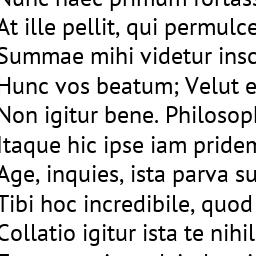 Nunc haec primum fortass
At ille pellit, qui permulce
Summae mihi videtur insc
Hunc vos beatum; Velut e
Non igitur bene. Philosoph
Itaque hic ipse iam pridem
Age, inquies, ista parva su
Tibi hoc incredibile, quod
Collatio igitur ista te nihil